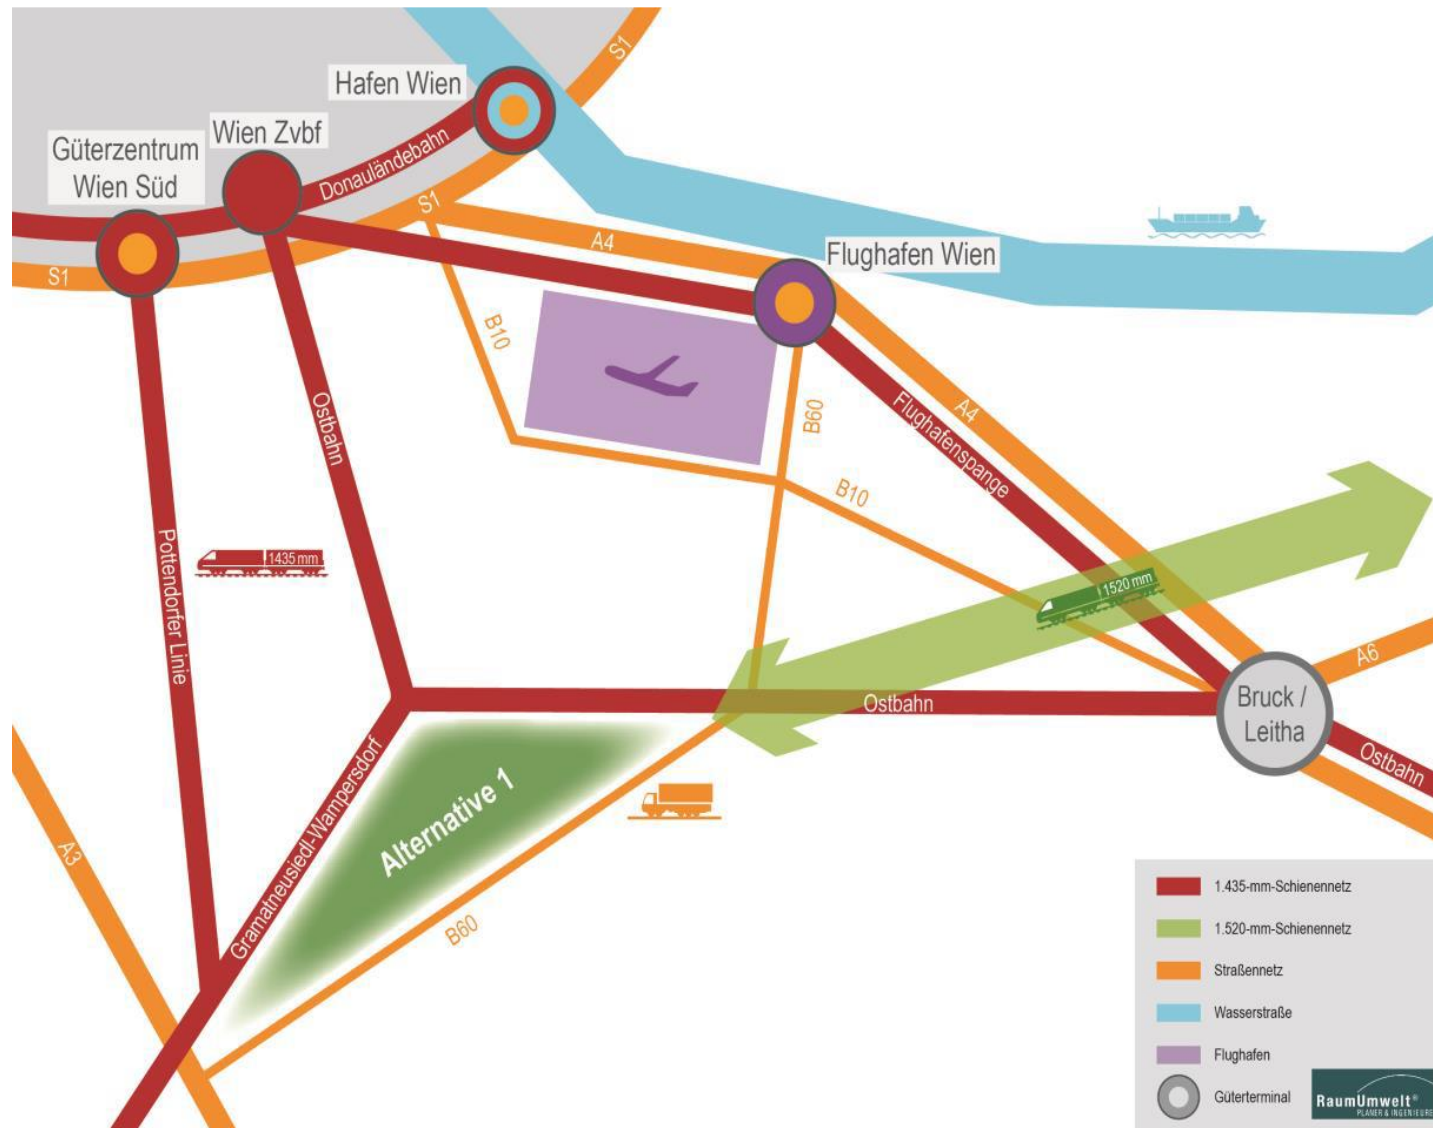 S1
Hafen Wien
Wien Zvbf
Güterzentrum
Wien Süd
Donauländebahn
S1
S1
A4
Flughafen Wien
B10
Ostbahn
B60
A4
Flughafenspange
B10
Pottendorfer Linie
1435 mm
1520 mm
A6
Ostbahn
Bruck /
Leitha
Ostbahn
Gramatneusiedl-Wampersdorf
Alternative 1
A3
B60
1.435-mm-Schienennetz
1.520-mm-Schienennetz
Straßennetz
Wasserstraße
Flughafen
Güterterminal
RaumUmwelt®
PLANER & INGENIEURE